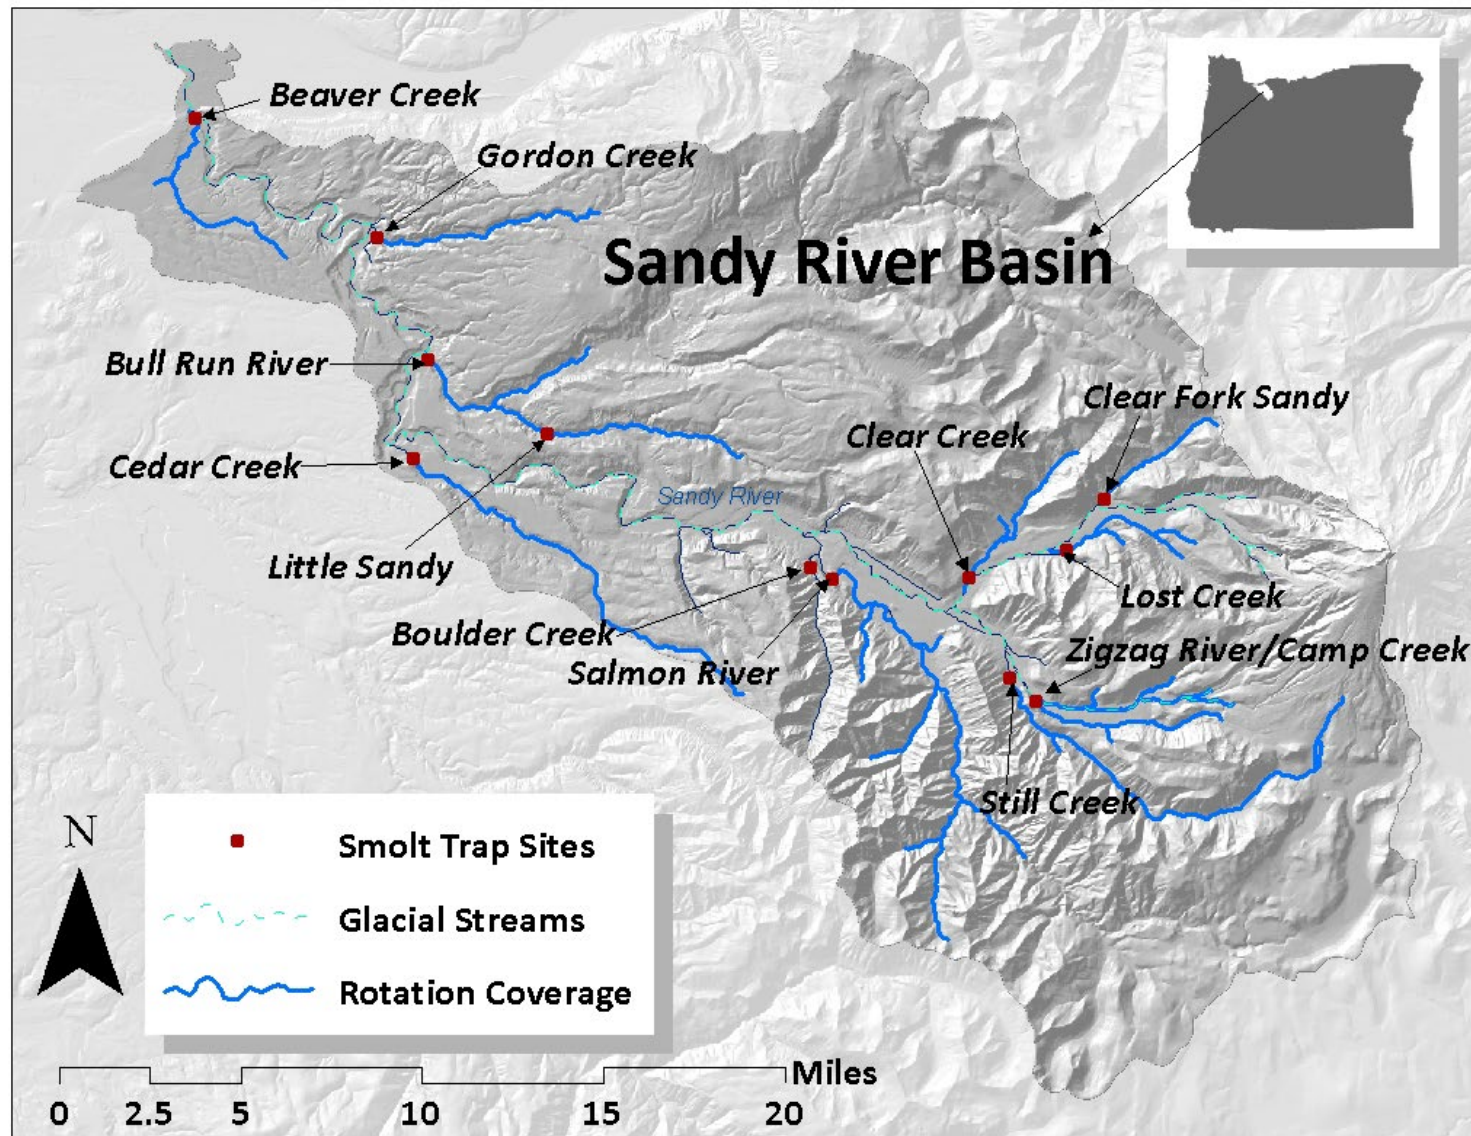 Beaver Creek
Gordon Creek
Sandy River Basin
Bull Run River
Clear Fork Sandy
Clear Creek
Cedar Creek
Sandy River
Little Sandy
Lost Creek
Boulder Creek
Zigzag River/Camp Creek
Salmon River
Still Creek
N
Smolt Trap Sites
Glacial Streams
Rotation Coverage
Miles
0 2.5 5 10 15 20